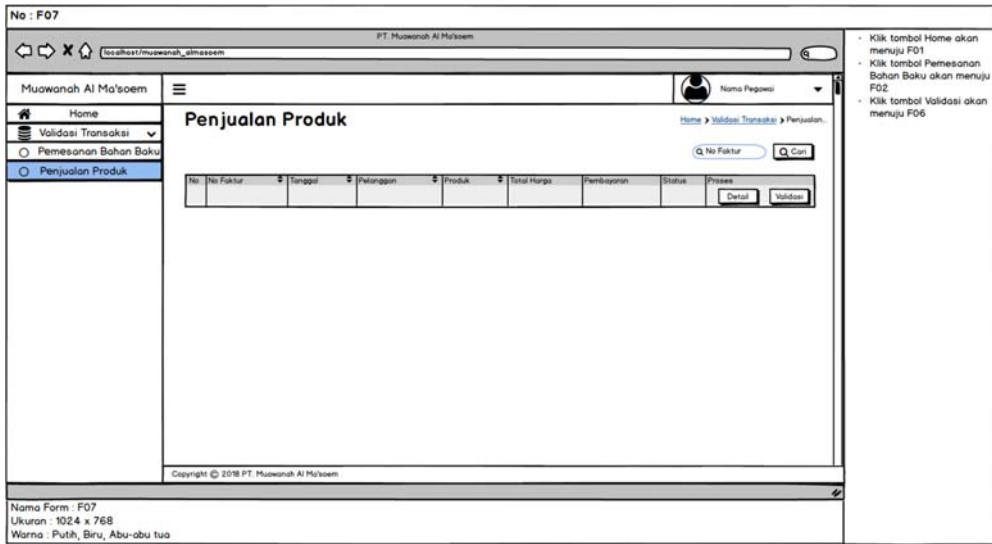 No : F07
PT. Muawanah Al Ma'soem
localhost/muawanah_almasoem
Muawanah Al Ma'soem
Nama Pegawai
Home
Validasi Transaksi
Pemesanan Bahan Baku
Penjualan Produk
Penjualan Produk
Home > Validasi Transaksi > Penjualan..
No Faktur
Cari
No No Faktur Tanggal Pelanggan Produk Total Harga Pembayaran Status Proses
Detail Validasi
Copyright © 2018 PT. Muawanah Al Ma'soem
- Klik tombol Home akan
menuju F01
- Klik tombol Pemesanan
Bahan Baku akan menuju
F02
- Klik tombol Validasi akan
menuju F06
Nama Form : F07
Ukuran : 1024 x 768
Warna : Putih, Biru, Abu-abu tua